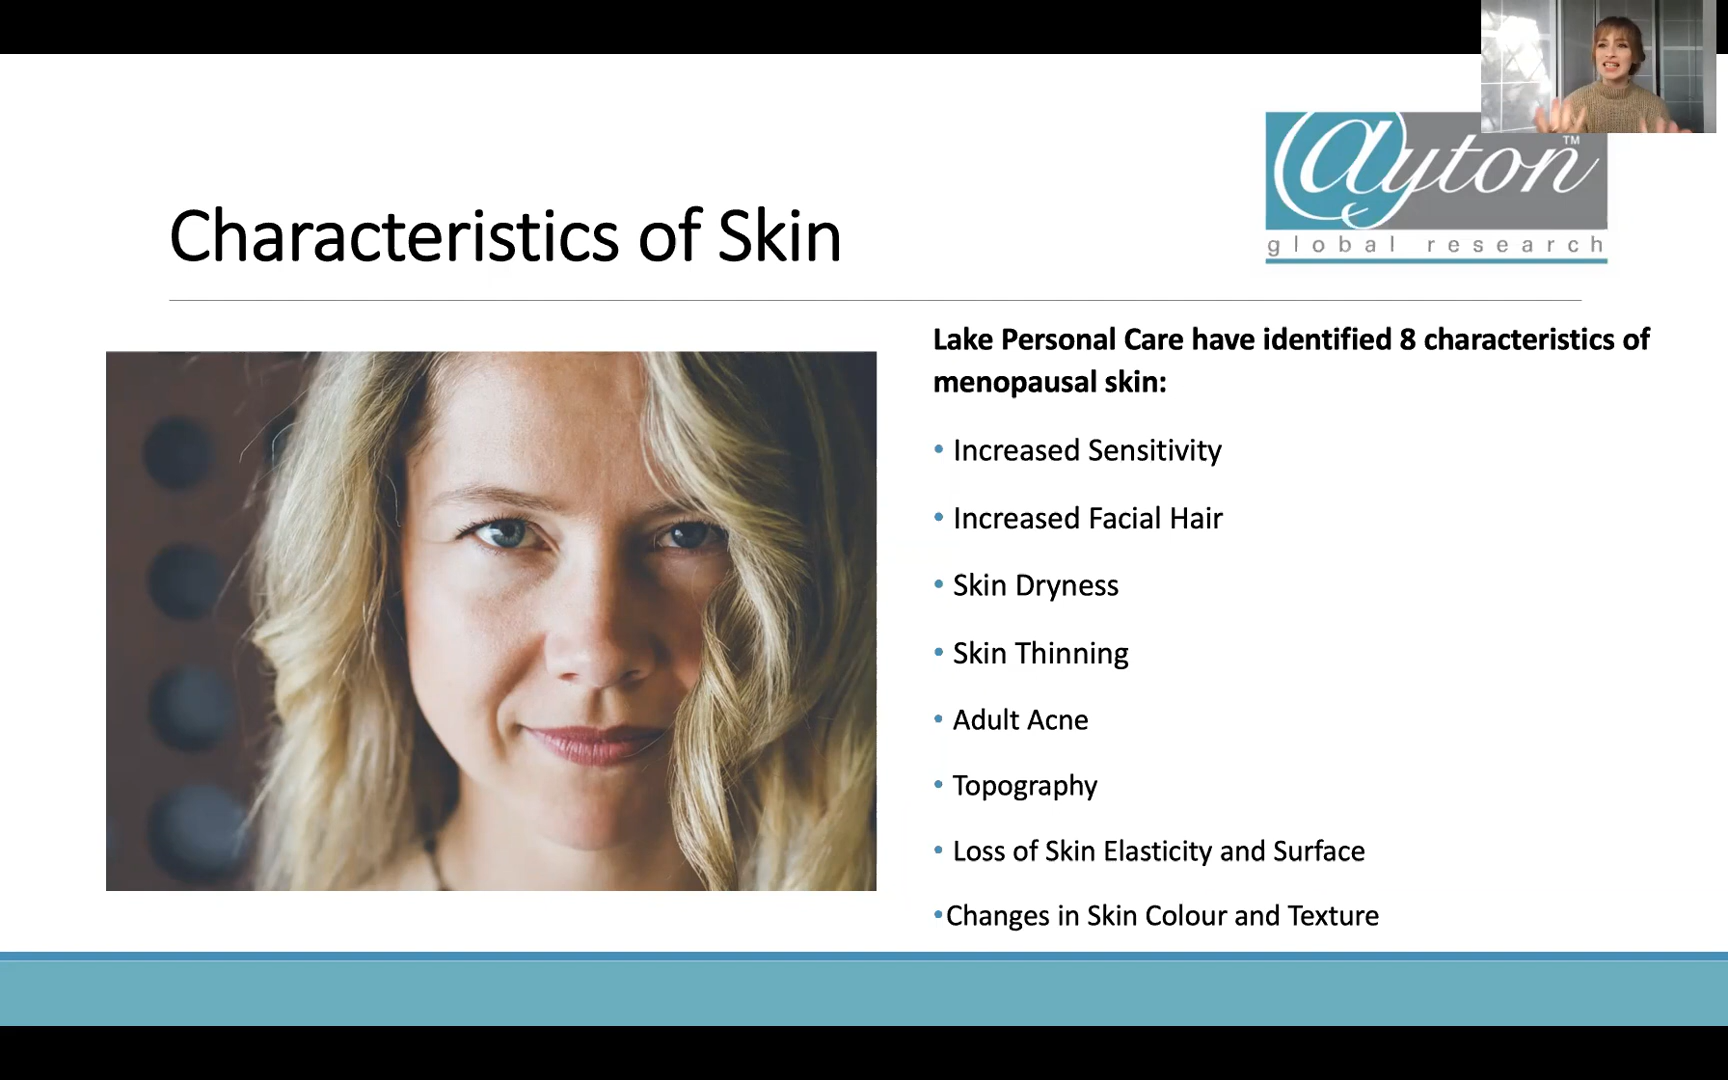 @yton™
global research
Characteristics of Skin
Lake Personal Care have identified 8 characteristics of
menopausal skin:
• Increased Sensitivity
• Increased Facial Hair
• Skin Dryness
• Skin Thinning
• Adult Acne
• Topography
• Loss of Skin Elasticity and Surface
•Changes in Skin Colour and Texture